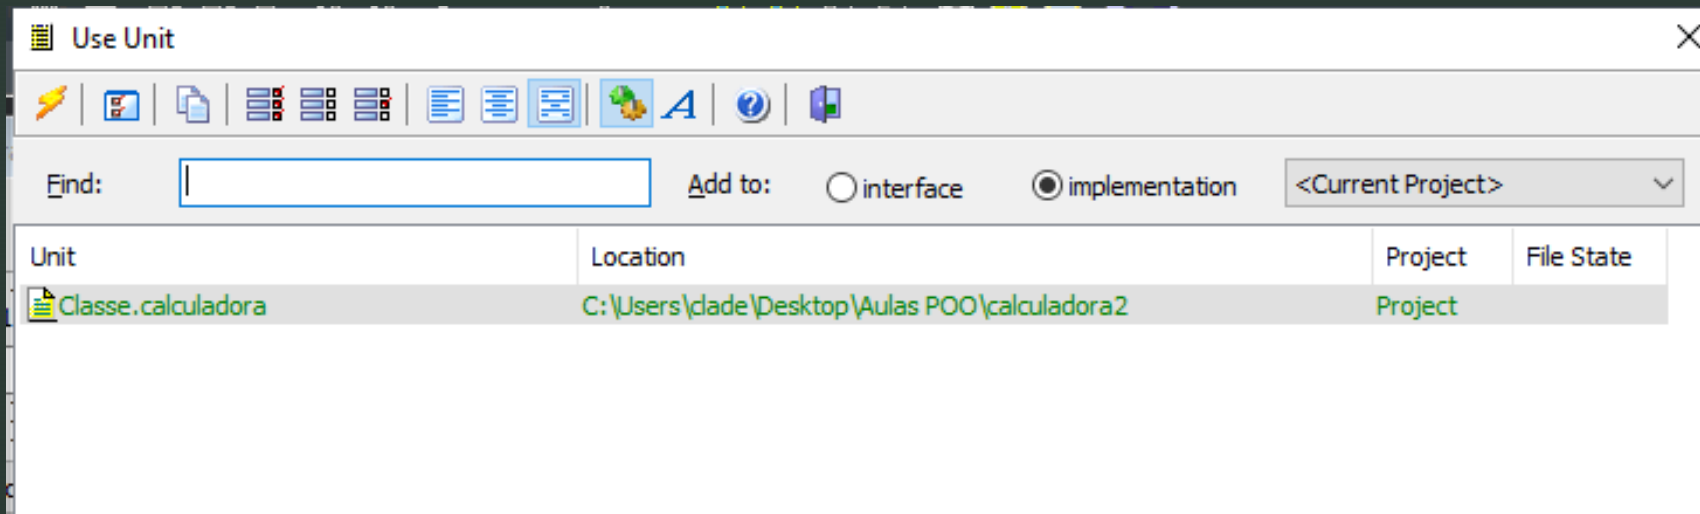 Use Unit
Find: Add to: interface implementation <Current Project>
Unit Location Project File State
Classe.calculadora C:\Users\clade\Desktop\Aulas POO\calculadora2 Project